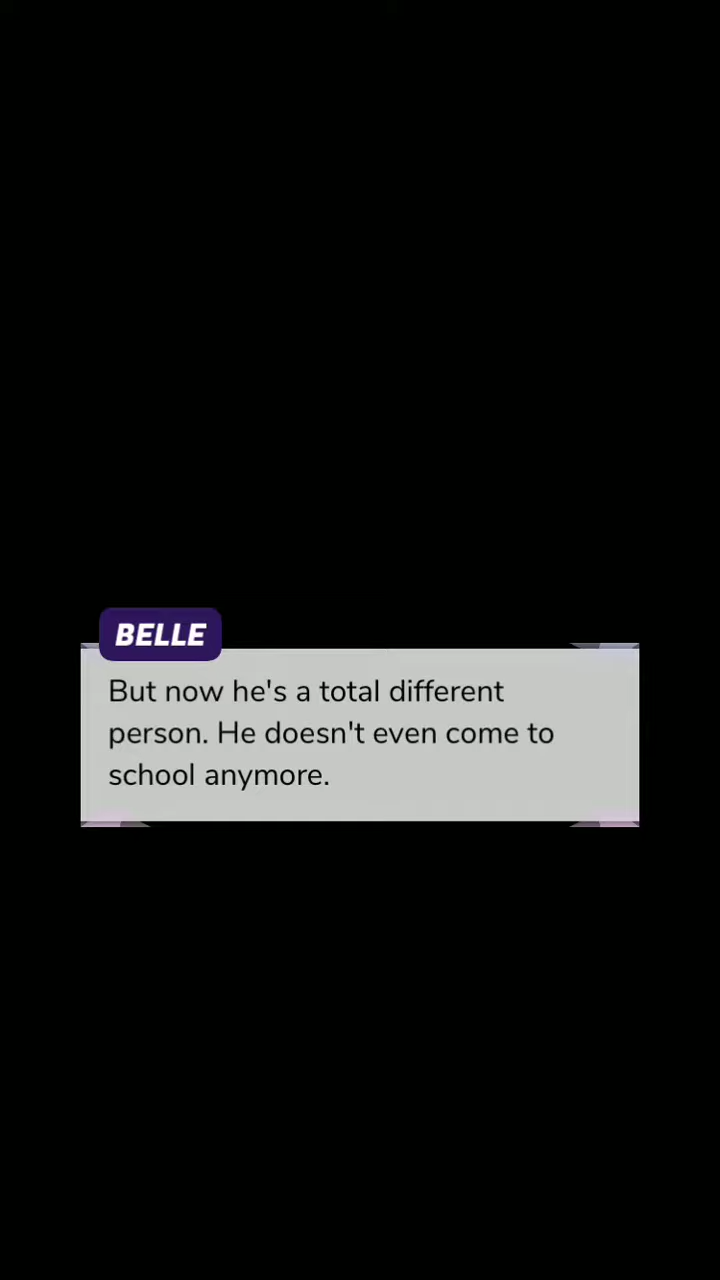 BELLE
But now he's a total different
person. He doesn't even come to
school anymore.